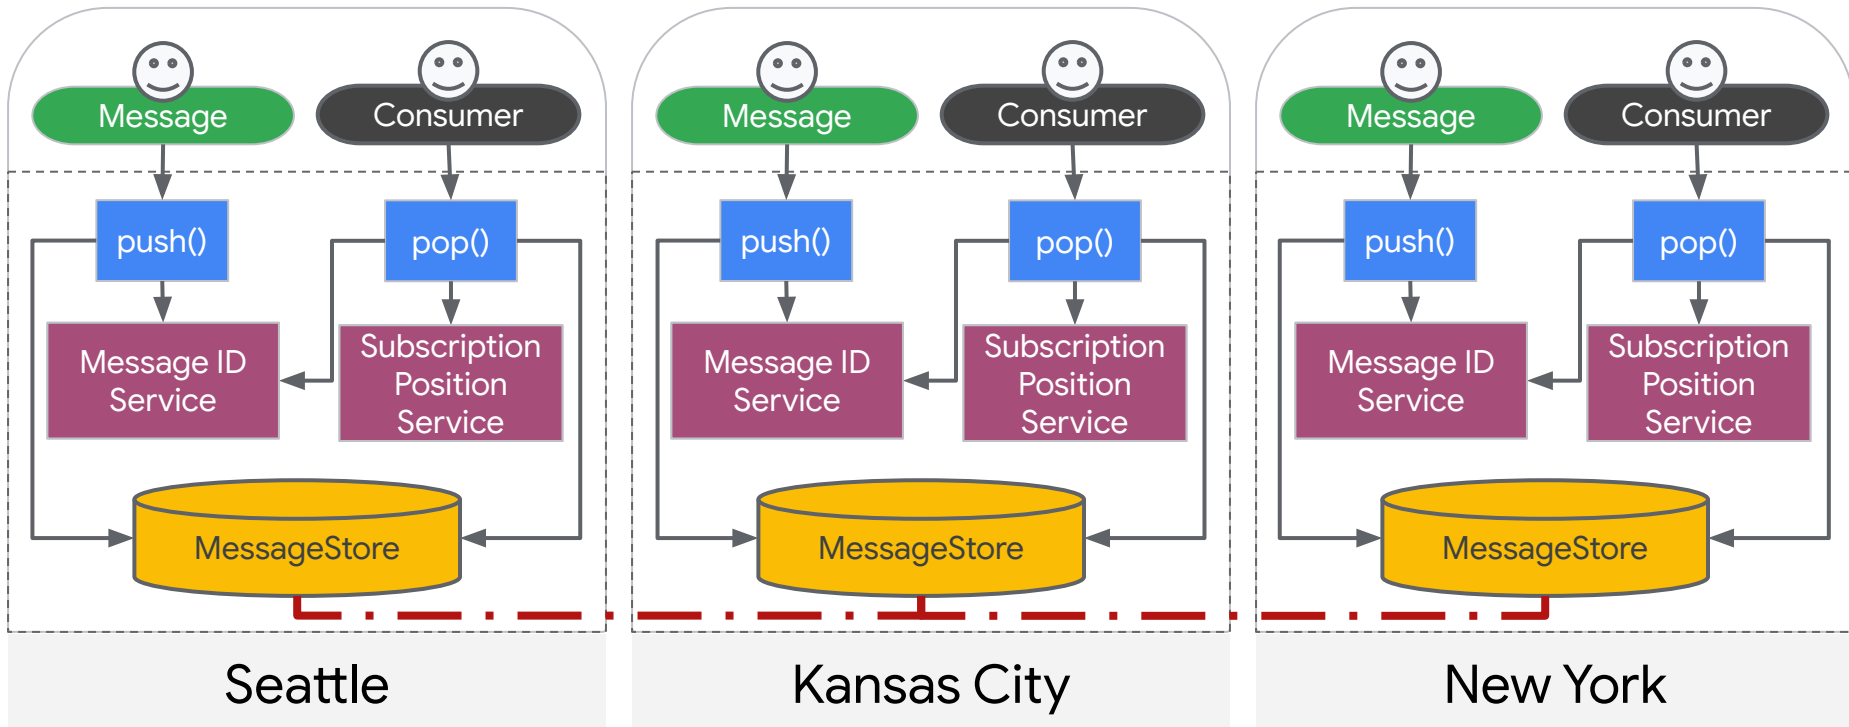 Message
Consumer
push()
pop()
Message ID
Service
Subscription
Position
Service
MessageStore
Seattle
Message
Consumer
push()
pop()
Message ID
Service
Subscription
Position
Service
MessageStore
Kansas City
Message
Consumer
push()
pop()
Message ID
Service
Subscription
Position
Service
MessageStore
New York